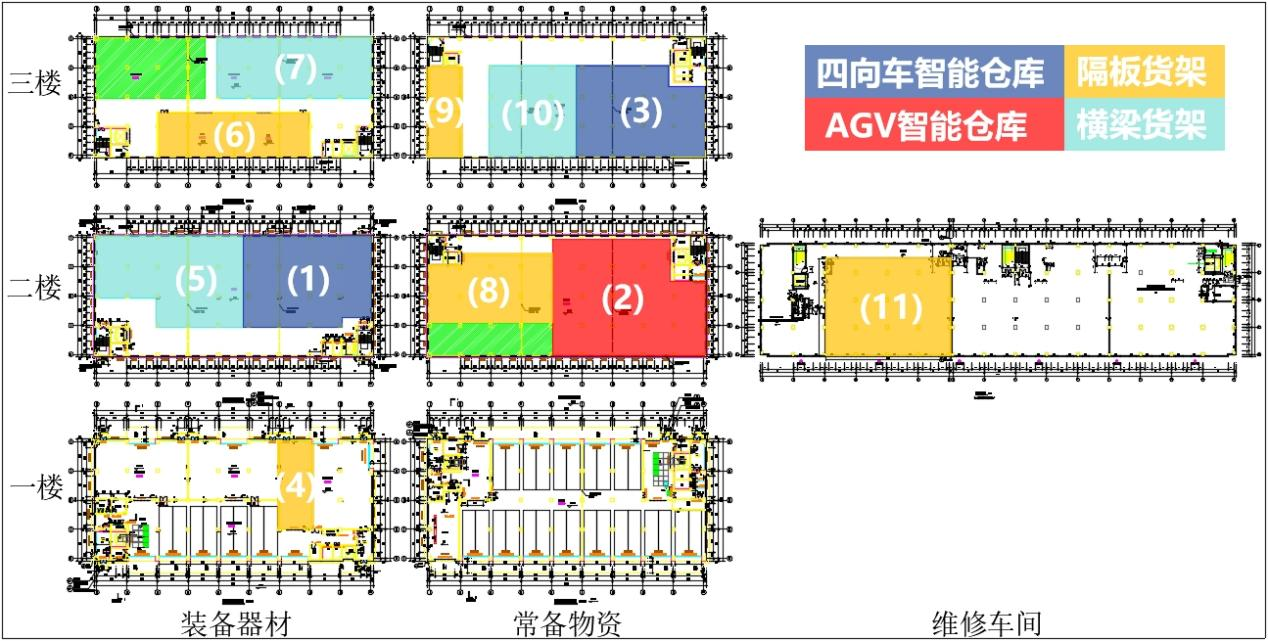 四向车智能仓库 隔板货架
AGV智能仓库 横梁货架
三楼 (7) (6) (9) (10) (3)
二楼 (5) (1) (8) (2) (11)
一楼 (4)
装备器材 常备物资 维修车间